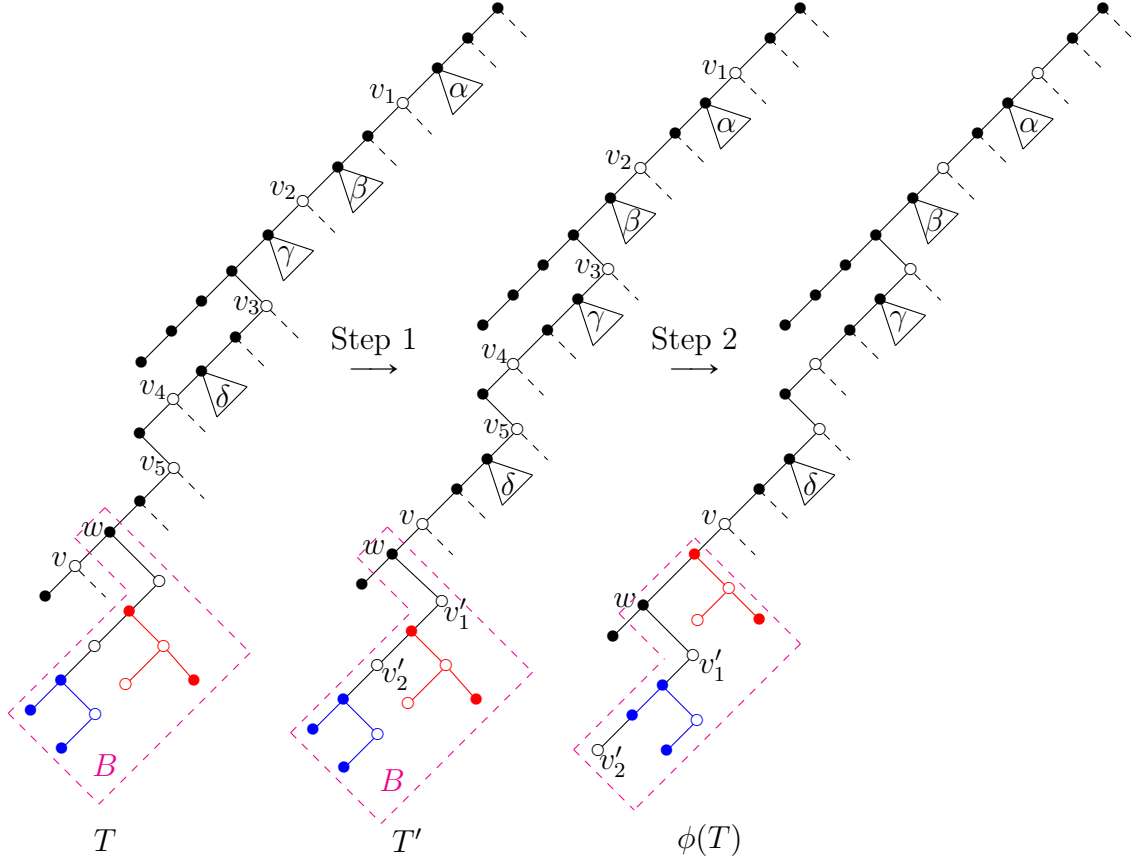 v₁
α
v₂
β
γ
v₃
v₄
δ
v₅
w
v
B
T
Step 1
⟶
v₁
α
v₂
β
v₃
γ
v₄
v₅
δ
v
w
v′₁
v′₂
B
T′
Step 2
⟶
α
β
γ
δ
v
w
v′₁
v′₂
ϕ(T)